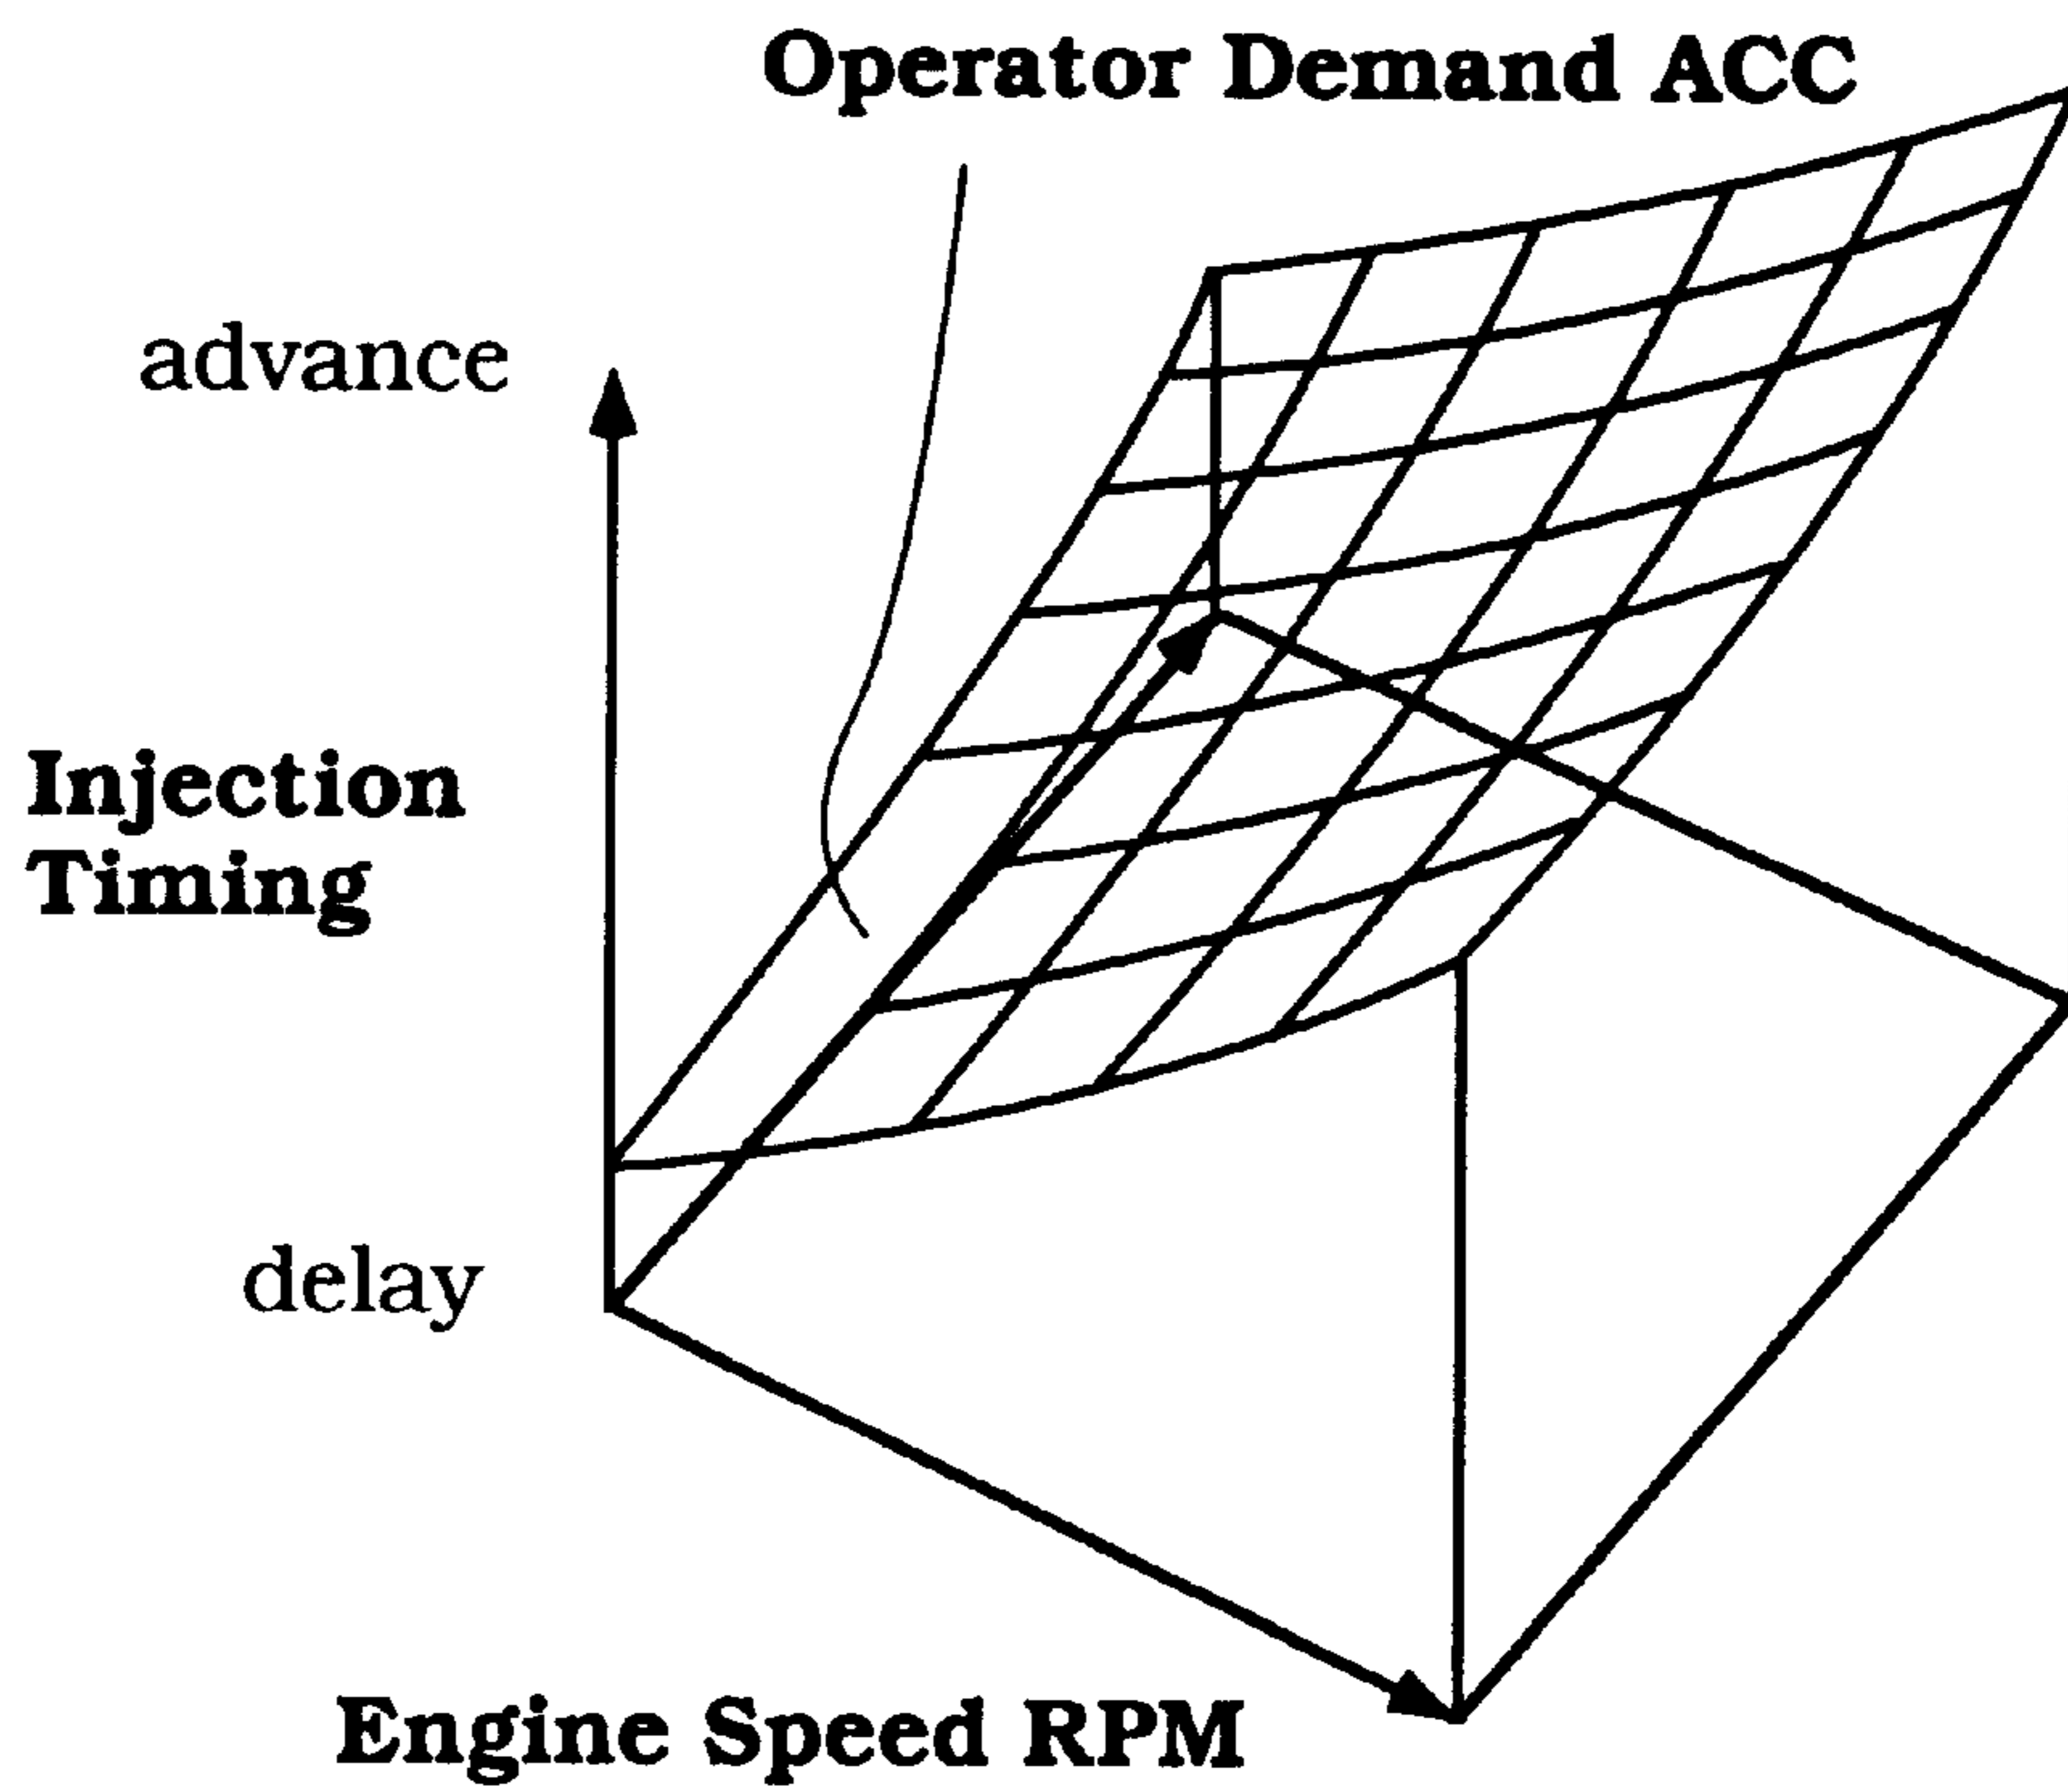 Operator Demand ACC
advance
Injection
Timing
delay
Engine Speed RPM